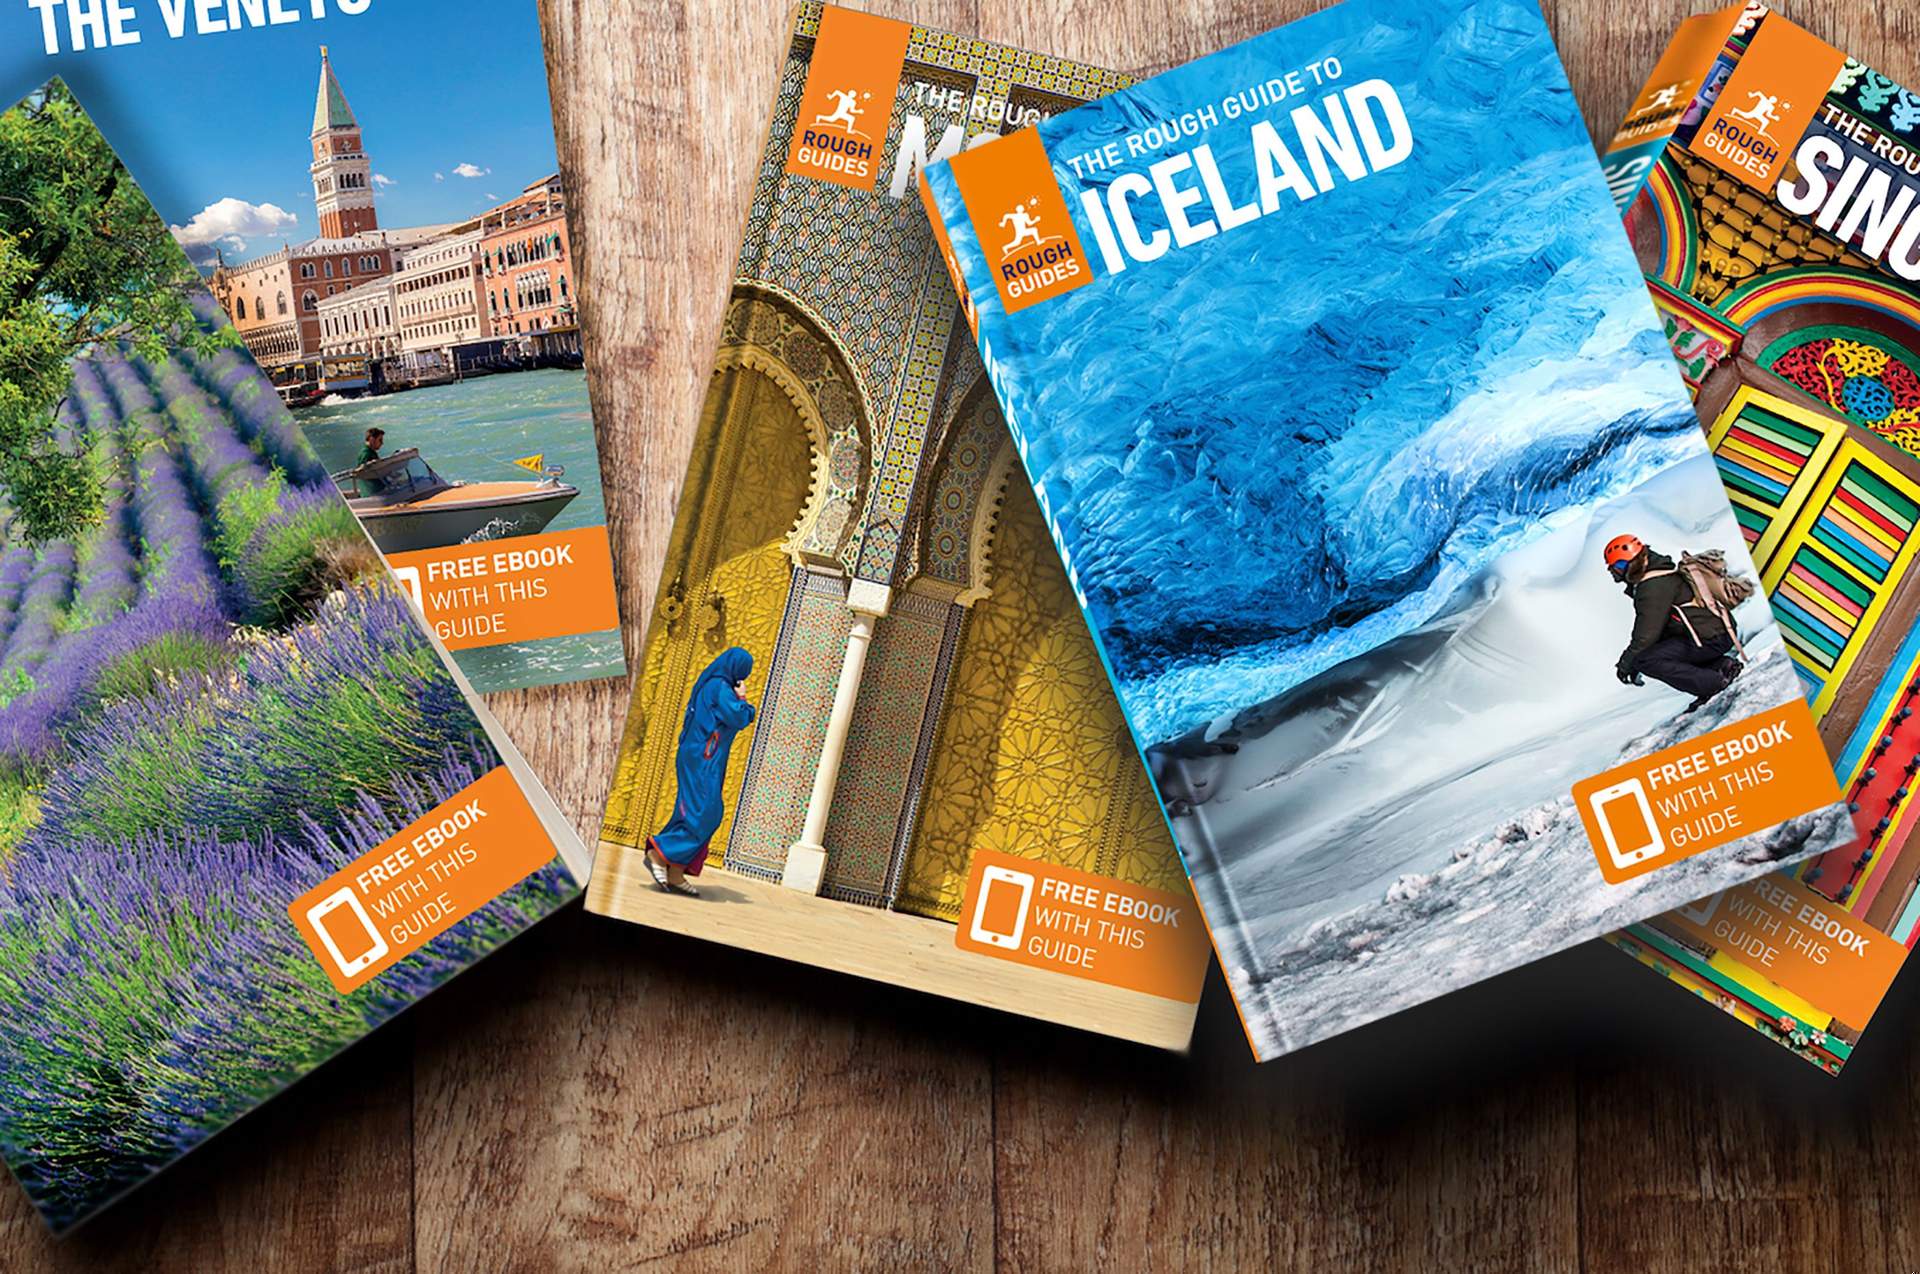 THE VENETO
FREE EBOOK
WITH THIS
GUIDE
FREE EBOOK
WITH THIS
GUIDE
ROUGH
GUIDES
THE ROUGH
FREE EBOOK
WITH THIS
GUIDE
ROUGH
GUIDES
THE ROUGH GUIDE TO
ICELAND
FREE EBOOK
WITH THIS
GUIDE
ROUGH
GUIDES
THE ROU
SING
FREE EBOOK
WITH THIS
GUIDE